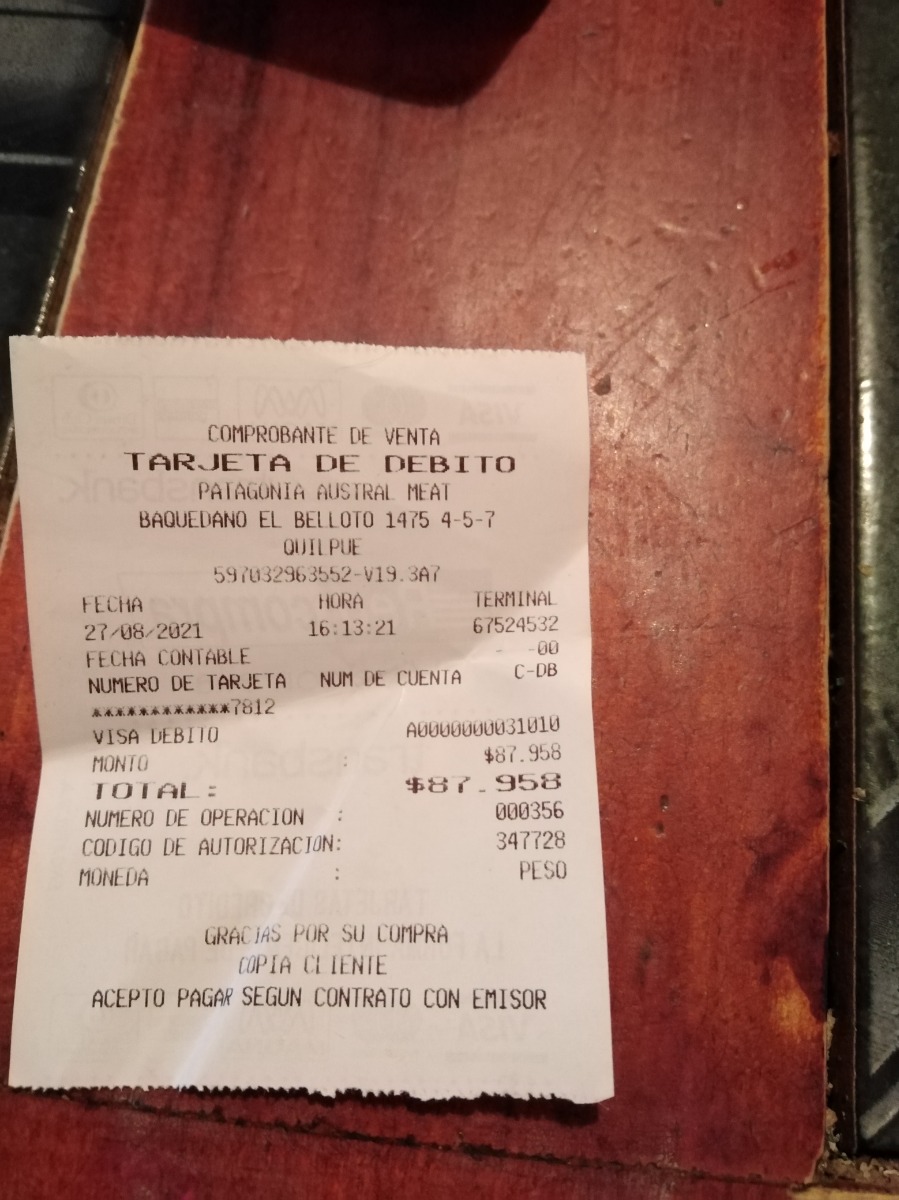 COMPROBANTE DE VENTA
TARJETA DE DEBITO
PATAGONIA AUSTRAL MEAT
BAQUEDANO EL BELLOTO 1475 4-5-7
QUILPUE
597032963552-V19.3A7
FECHA HORA TERMINAL
27/08/2021 16:13:21 67524532
FECHA CONTABLE - -00
NUMERO DE TARJETA NUM DE CUENTA C-DB
************7812
VISA DEBITO A0000000031010
MONTO : $87.958
TOTAL: $87.958
NUMERO DE OPERACION : 000356
CODIGO DE AUTORIZACION: 347728
MONEDA : PESO
GRACIAS POR SU COMPRA
COPIA CLIENTE
ACEPTO PAGAR SEGUN CONTRATO CON EMISOR